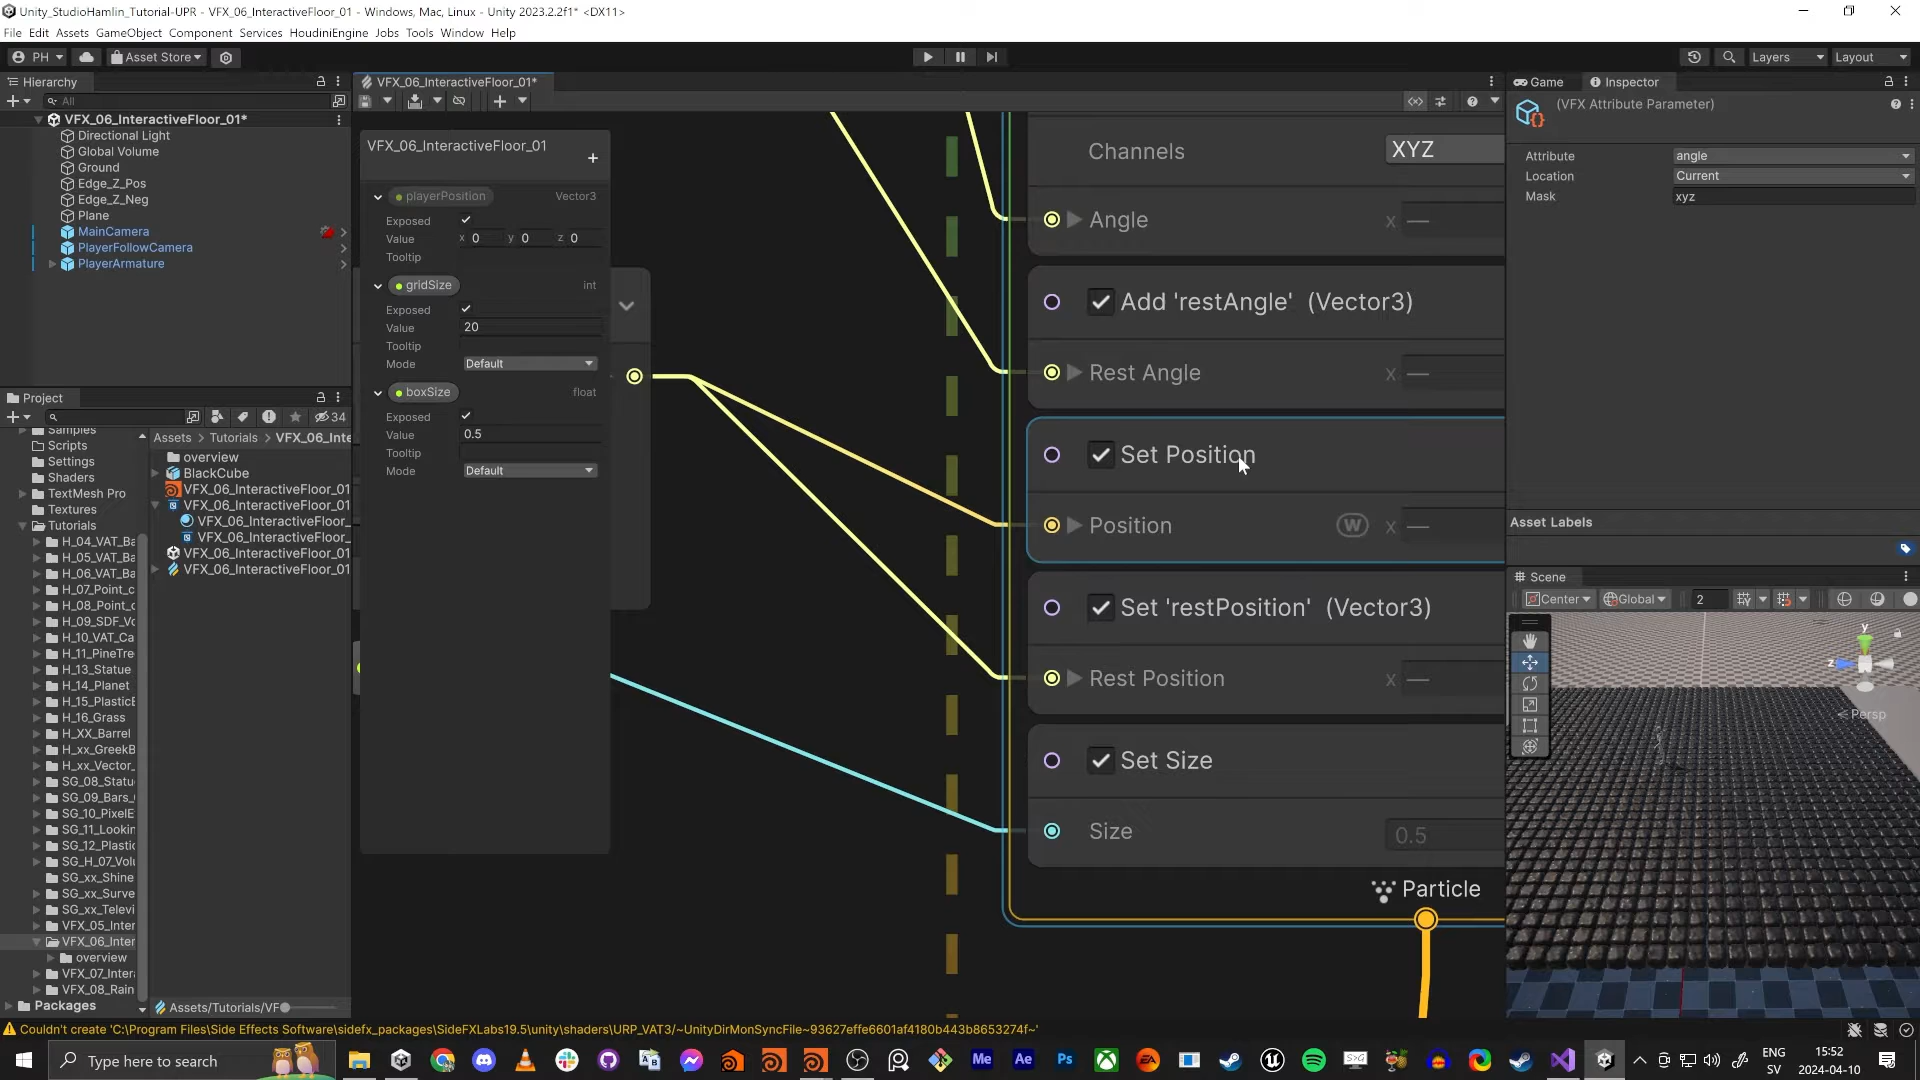 Unity_StudioHamlin_Tutorial-UPR - VFX_06_InteractiveFloor_01 - Windows, Mac, Linux - Unity 2023.2.2f1* <DX11>
File Edit Assets GameObject Component Services HoudiniEngine Jobs Tools Window Help
PH Asset Store Layers Layout
Hierarchy
All
VFX_06_InteractiveFloor_01*
Directional Light
Global Volume
Ground
Edge_Z_Pos
Edge_Z_Neg
Plane
MainCamera
PlayerFollowCamera
PlayerArmature
Project
34
Samples
Scripts
Settings
Shaders
TextMesh Pro
Textures
Tutorials
H_04_VAT_Ba
H_05_VAT_Ba
H_06_VAT_Ba
H_07_Point_c
H_08_Point_c
H_09_SDF_Vo
H_10_VAT_Ca
H_11_PineTre
H_13_Statue
H_14_Planet
H_15_PlasticE
H_16_Grass
H_XX_Barrel
H_xx_GreekB
H_xx_Vector_
SG_08_Statu
SG_09_Bars_
SG_10_PixelE
SG_11_Lookin
SG_12_Plastic
SG_H_07_Volu
SG_xx_Shine
SG_xx_Surve
SG_xx_Televi
VFX_05_Inter
VFX_06_Inter
overview
VFX_07_Inter
VFX_08_Rain
Packages
Assets > Tutorials > VFX_06_Inte
overview
BlackCube
VFX_06_InteractiveFloor_01
VFX_06_InteractiveFloor_01
VFX_06_InteractiveFloor_
VFX_06_InteractiveFloor_
VFX_06_InteractiveFloor_01
VFX_06_InteractiveFloor_01
Assets/Tutorials/VF
VFX_06_InteractiveFloor_01*
VFX_06_InteractiveFloor_01
playerPosition Vector3
Exposed
Value x 0 y 0 z 0
Tooltip
gridSize int
Exposed
Value 20
Tooltip
Mode Default
boxSize float
Exposed
Value 0.5
Tooltip
Mode Default
Channels XYZ
Angle x —
Add 'restAngle' (Vector3)
Rest Angle x —
Set Position
Position W x —
Set 'restPosition' (Vector3)
Rest Position x —
Set Size
Size 0.5
Particle
Game Inspector
(VFX Attribute Parameter)
Attribute angle
Location Current
Mask xyz
Asset Labels
Scene
Center Global 2
y
z
Persp
Couldn't create 'C:\Program Files\Side Effects Software\sidefx_packages\SideFXLabs19.5\unity\shaders\URP_VAT3/~UnityDirMonSyncFile~93627effe6601af4180b443b8653274f~'
Type here to search
Me Ae Ps
ENG
SV
15:52
2024-04-10